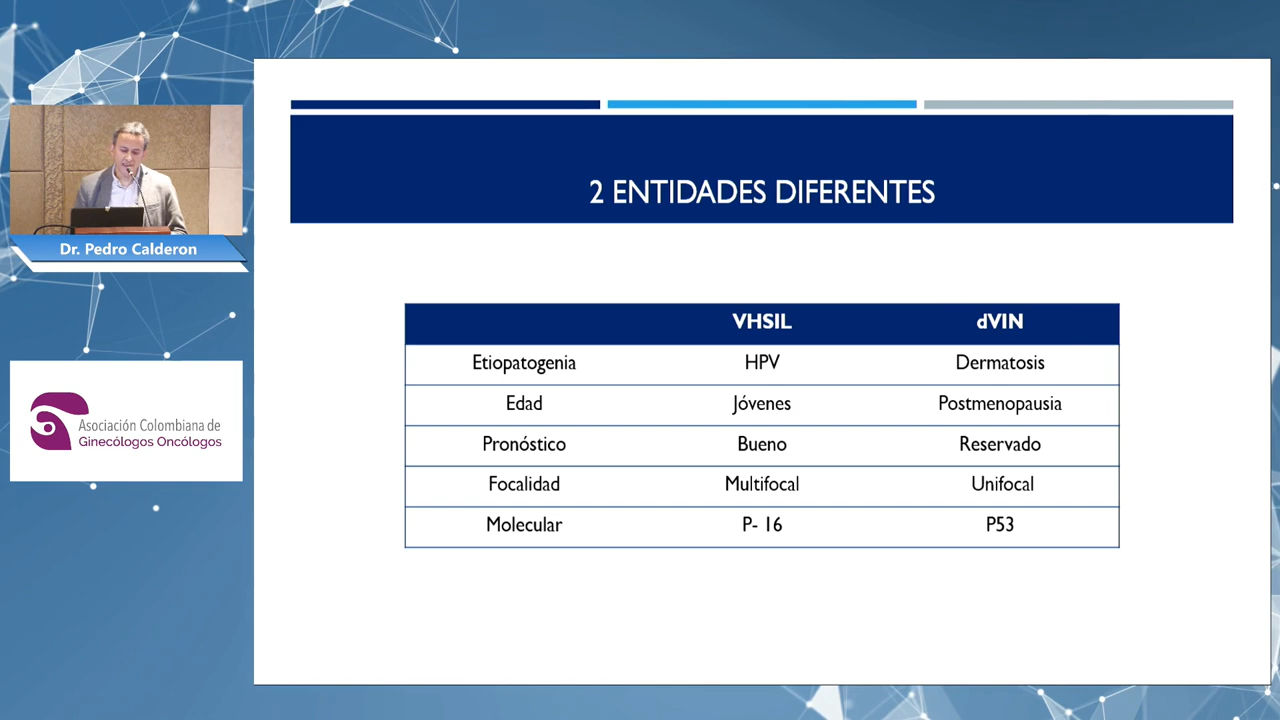 Dr. Pedro Calderon
Asociación Colombiana de
Ginecólogos Oncólogos
2 ENTIDADES DIFERENTES
VHSIL dVIN
Etiopatogenia HPV Dermatosis
Edad Jóvenes Postmenopausia
Pronóstico Bueno Reservado
Focalidad Multifocal Unifocal
Molecular P- 16 P53